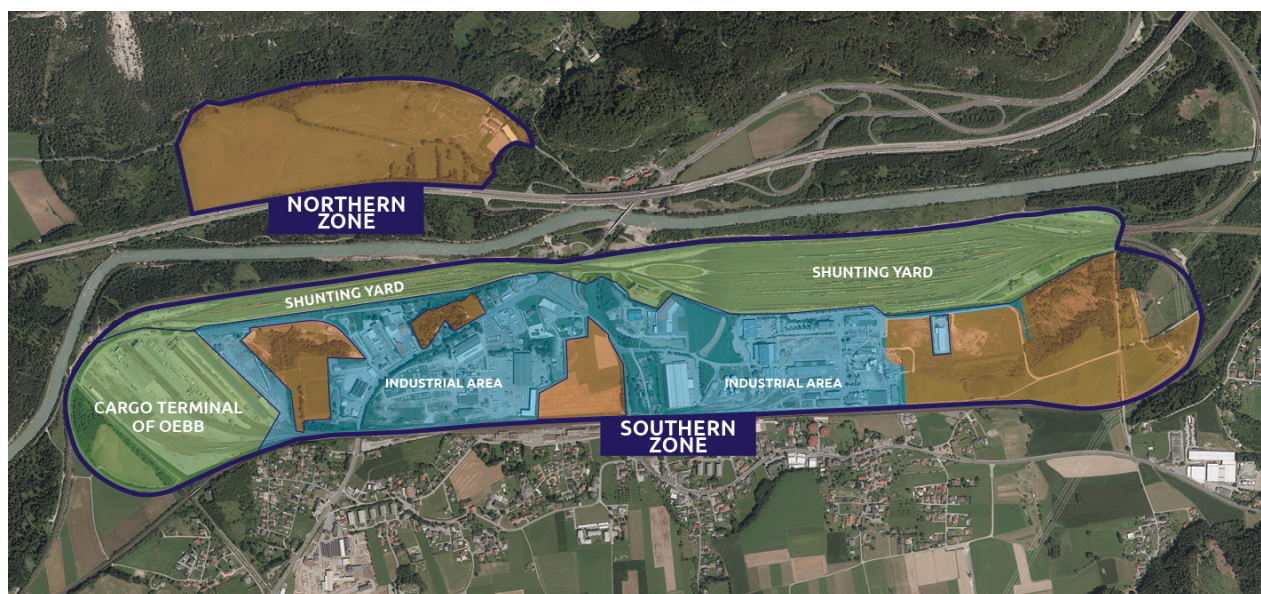 NORTHERN
ZONE
SHUNTING YARD
SHUNTING YARD
INDUSTRIAL AREA
INDUSTRIAL AREA
CARGO TERMINAL
OF OEBB
SOUTHERN
ZONE